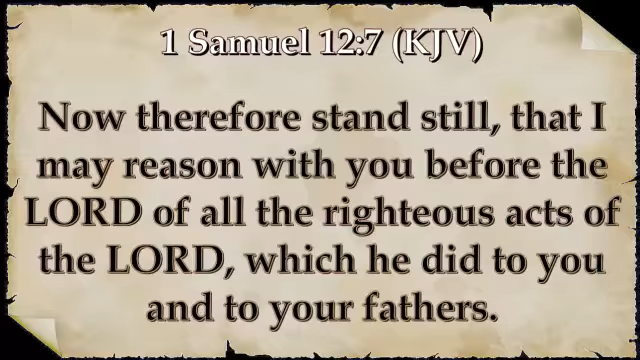 1 Samuel 12:7 (KJV)
Now therefore stand still, that I
may reason with you before the
LORD of all the righteous acts of
the LORD, which he did to you
and to your fathers.